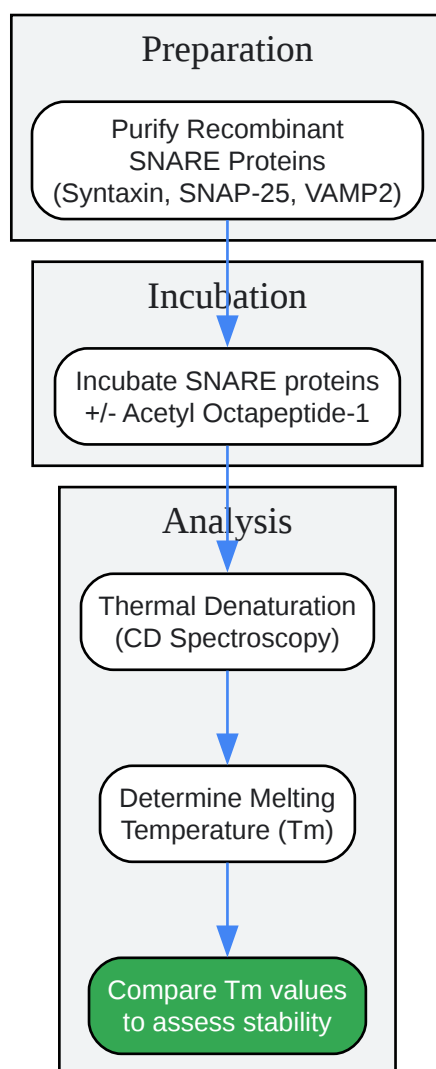 Preparation
Purify Recombinant
SNARE Proteins
(Syntaxin, SNAP-25, VAMP2)
Incubation
Incubate SNARE proteins
+/- Acetyl Octapeptide-1
Analysis
Thermal Denaturation
(CD Spectroscopy)
Determine Melting
Temperature (Tm)
Compare Tm values
to assess stability